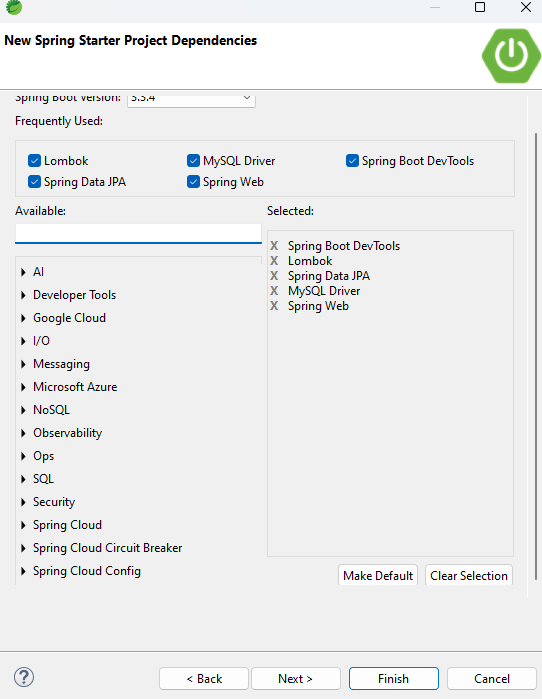 New Spring Starter Project Dependencies
Spring Boot Version: 3.3.4
Frequently Used:
Lombok MySQL Driver Spring Boot DevTools
Spring Data JPA Spring Web
Available: Selected:
X Spring Boot DevTools
X Lombok
X Spring Data JPA
X MySQL Driver
X Spring Web
AI
Developer Tools
Google Cloud
I/O
Messaging
Microsoft Azure
NoSQL
Observability
Ops
SQL
Security
Spring Cloud
Spring Cloud Circuit Breaker
Spring Cloud Config
Make Default Clear Selection
? < Back Next > Finish Cancel